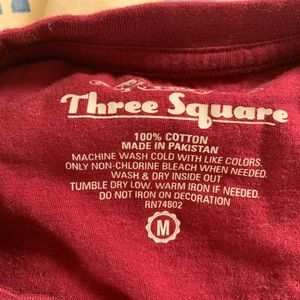 Three Square
100% COTTON
MADE IN PAKISTAN
MACHINE WASH COLD WITH LIKE COLORS.
ONLY NON-CHLORINE BLEACH WHEN NEEDED.
WASH & DRY INSIDE OUT
TUMBLE DRY LOW. WARM IRON IF NEEDED.
DO NOT IRON ON DECORATION
RN74802
M